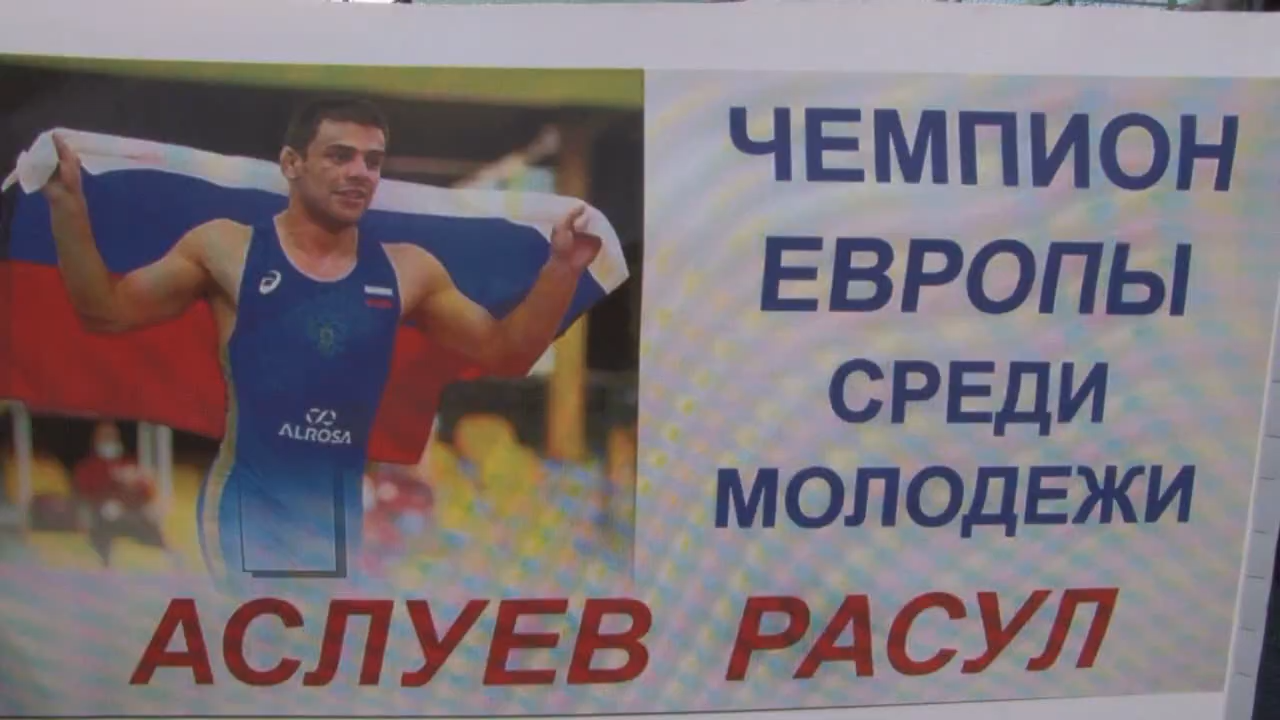 ЧЕМПИОН
ЕВРОПЫ
СРЕДИ
МОЛОДЕЖИ
ALROSA
АСЛУЕВ РАСУЛ